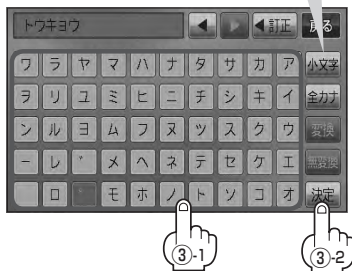 トウキョウ ◀ ▶ ◀訂正 戻る
ワ ラ ヤ マ ハ ナ タ サ カ ア 小文字
ヲ リ ユ ミ ヒ ニ チ シ キ イ 全カナ
ン ル ヨ ム フ ヌ ツ ス ク ウ 変換
ー レ ゛ メ ヘ ネ テ セ ケ エ 無変換
ロ モ ホ ノ ト ソ コ オ 決定
③-1 ③-2